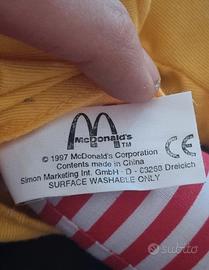 McDonald's
TM
CE
© 1997 McDonald's Corporation
Contents made in China
Simon Marketing Int. GmbH · D - 63268 Dreieich
SURFACE WASHABLE ONLY
subito